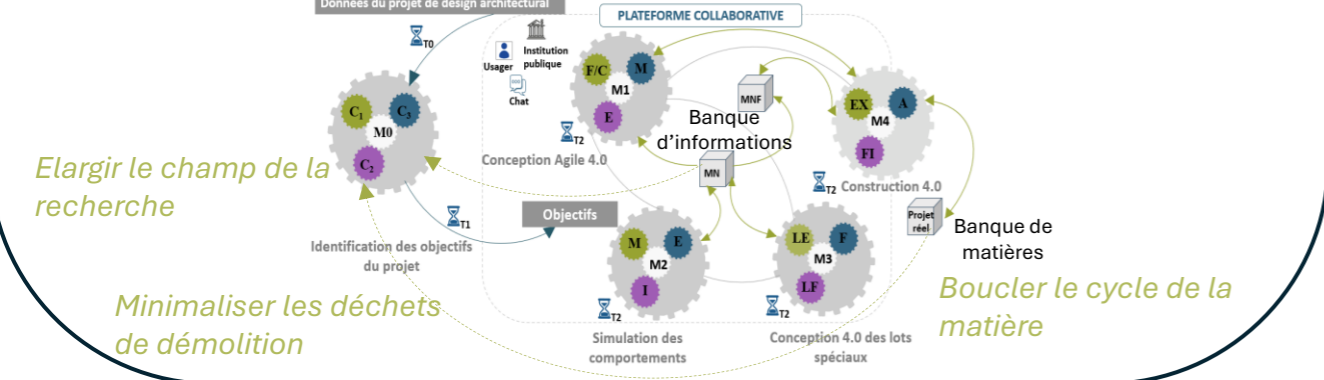 Données du projet de design architectural
PLATEFORME COLLABORATIVE
T0
Institution
publique
Usager
Chat
F/C
M
M1
E
T2
Conception Agile 4.0
MNF
Banque
d’informations
MN
EX
A
M4
FI
T2
Construction 4.0
C1
C3
M0
C2
Elargir le champ de la
recherche
T1
Identification des objectifs
du projet
Objectifs
M
E
M2
I
T2
Simulation des
comportements
LE
F
M3
LF
T2
Conception 4.0 des lots
spéciaux
Projet
réel
Banque de
matières
Minimaliser les déchets
de démolition
Boucler le cycle de la
matière